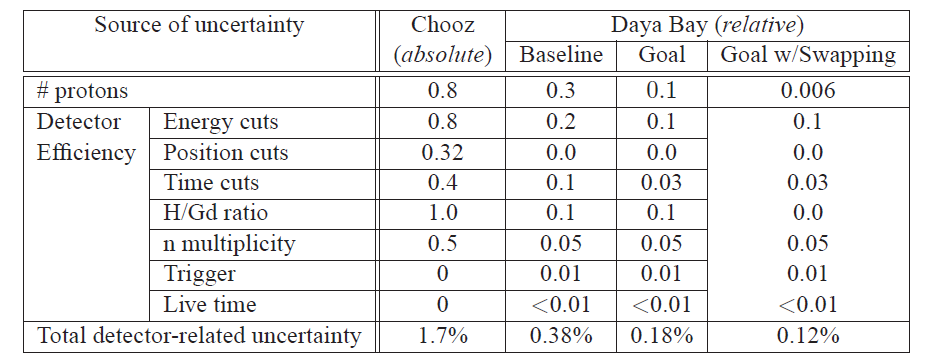 Source of uncertainty Chooz Daya Bay (relative)
(absolute) Baseline Goal Goal w/Swapping
# protons 0.8 0.3 0.1 0.006
Detector Energy cuts 0.8 0.2 0.1 0.1
Efficiency Position cuts 0.32 0.0 0.0 0.0
Time cuts 0.4 0.1 0.03 0.03
H/Gd ratio 1.0 0.1 0.1 0.0
n multiplicity 0.5 0.05 0.05 0.05
Trigger 0 0.01 0.01 0.01
Live time 0 <0.01 <0.01 <0.01
Total detector-related uncertainty 1.7% 0.38% 0.18% 0.12%